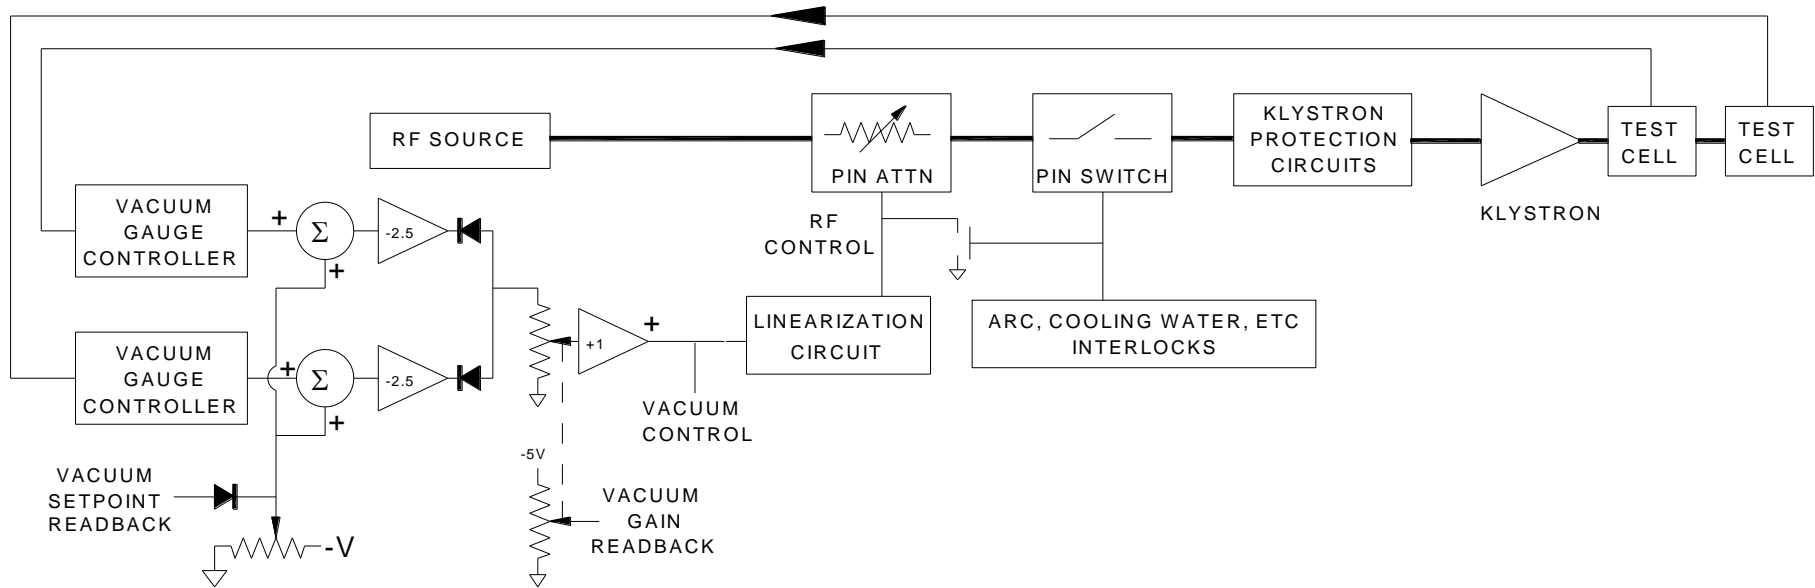 RF SOURCE
PIN ATTN
PIN SWITCH
KLYSTRON
PROTECTION
CIRCUITS
KLYSTRON
TEST
CELL
TEST
CELL
VACUUM
GAUGE
CONTROLLER
+
Σ
+
-2.5
RF
CONTROL
VACUUM
GAUGE
CONTROLLER
+
Σ
+
-2.5
+1
+
LINEARIZATION
CIRCUIT
ARC, COOLING WATER, ETC
INTERLOCKS
VACUUM
CONTROL
VACUUM
SETPOINT
READBACK
-V
-5V
VACUUM
GAIN
READBACK